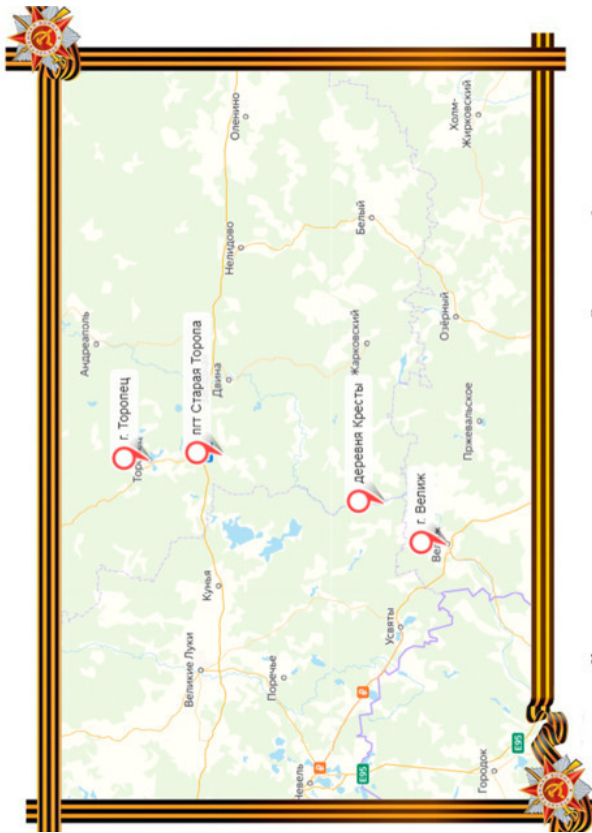 Андреаполь
г. Торопец
Великие Луки
пгт Старая Торопа
Кунья
Двина
Нелидово
Оленино
Поречье
Невель
Жарковский
деревня Кресты
Белый
E95
Усвяты
г. Велиж
Озёрный
Холм-
Жирковский
Пржевальское
Городок
E95